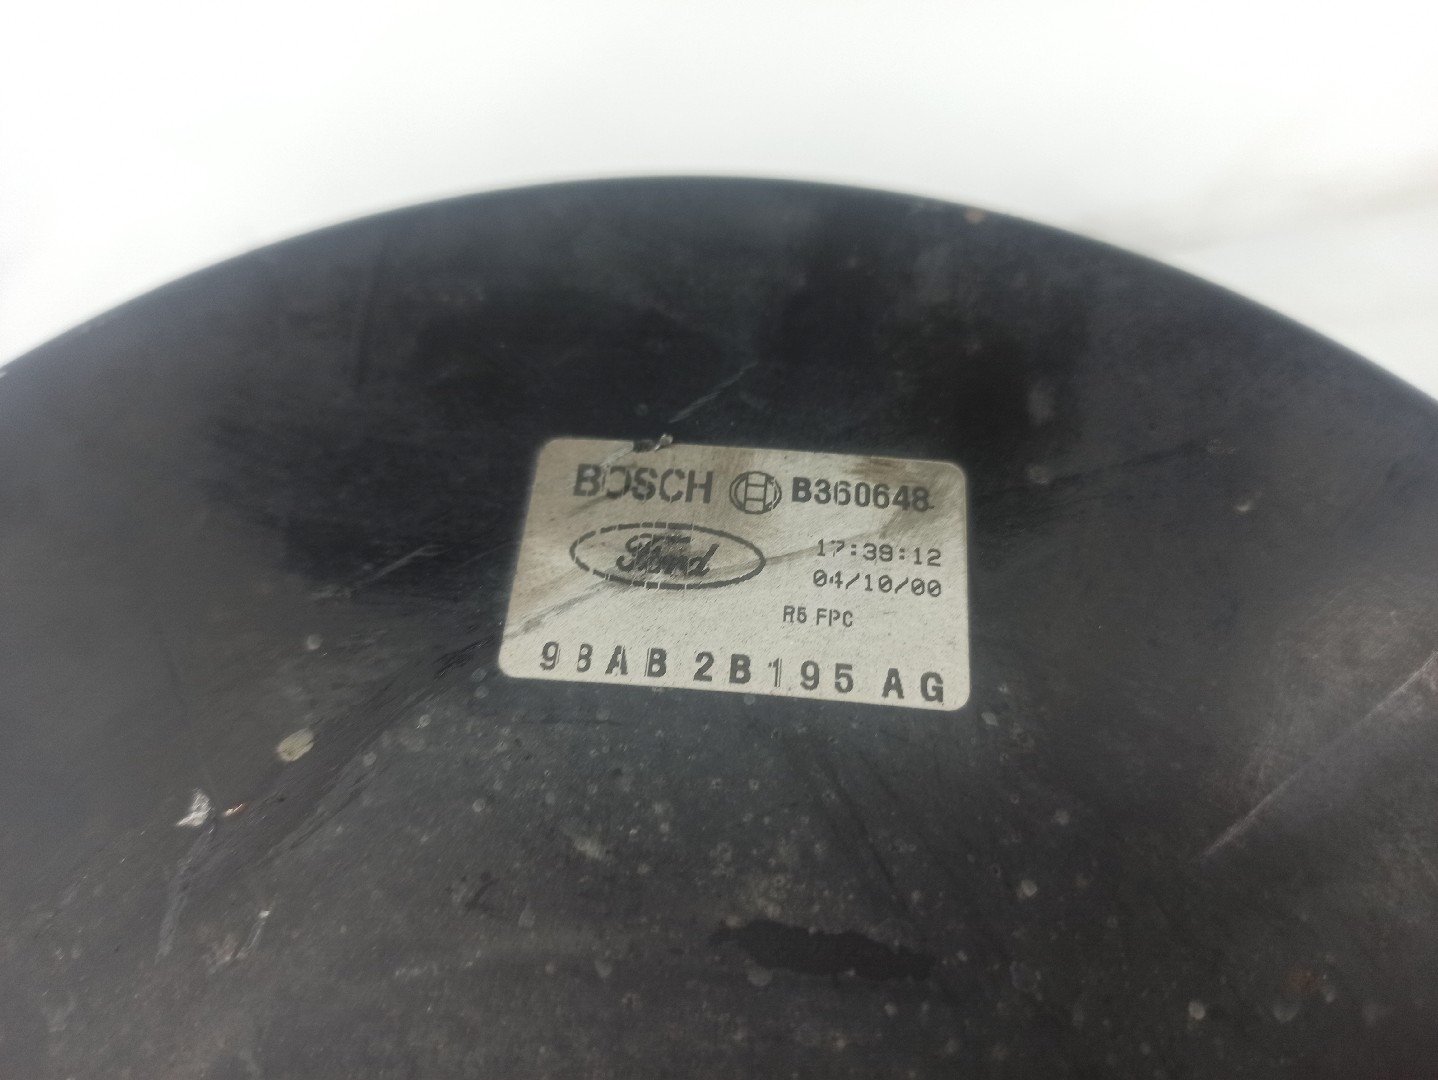 BOSCH B360648
Ford
17:39:12
04/10/00
R5 FPC
98AB 2B195 AG